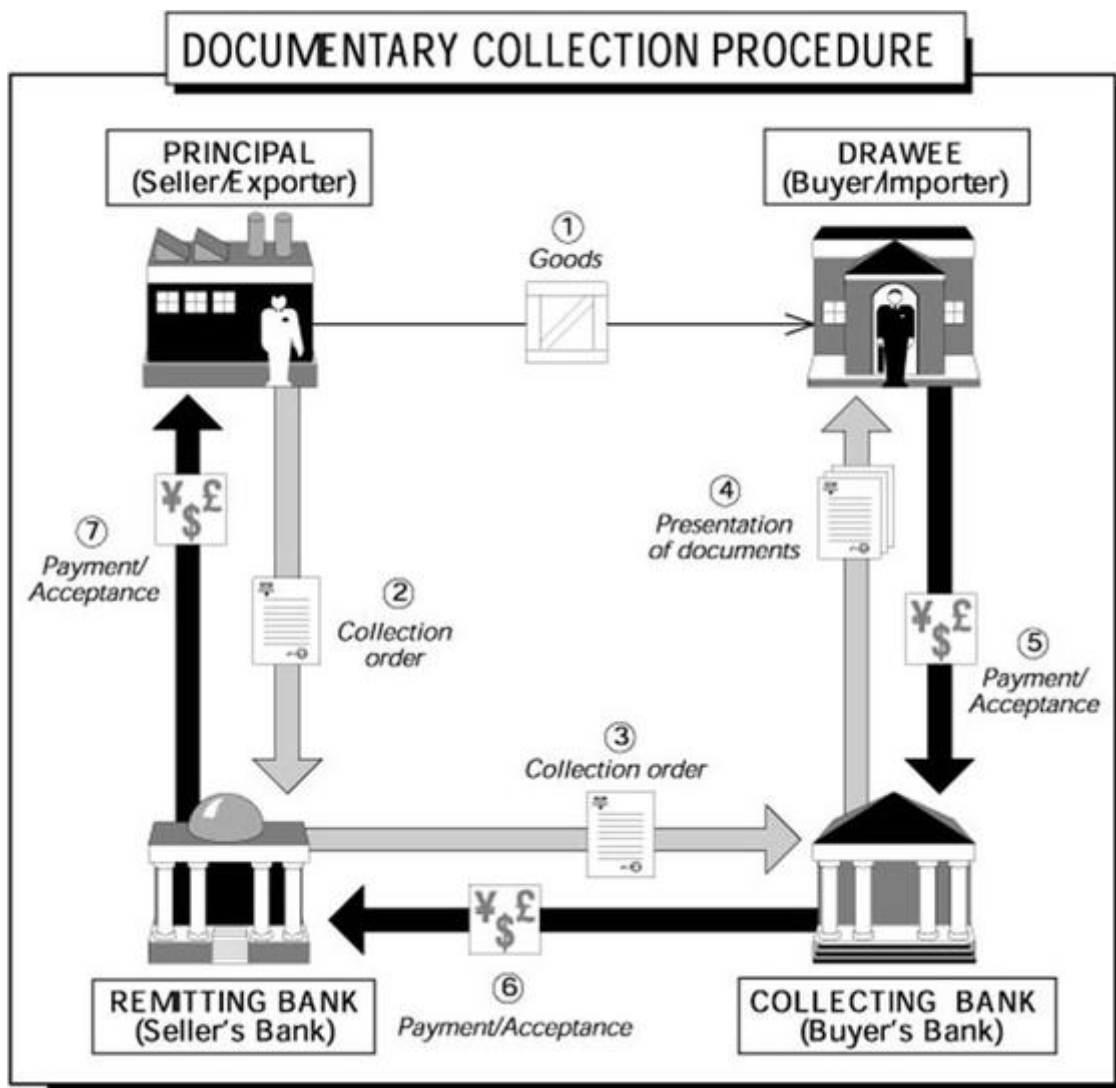 DOCUMENTARY COLLECTION PROCEDURE
PRINCIPAL
(Seller/Exporter)
DRAWEE
(Buyer/Importer)
1
Goods
7
Payment/
Acceptance
¥$£
2
Collection
order
4
Presentation
of documents
¥$£
5
Payment/
Acceptance
3
Collection order
¥$£
6
Payment/Acceptance
REMITTING BANK
(Seller's Bank)
COLLECTING BANK
(Buyer's Bank)